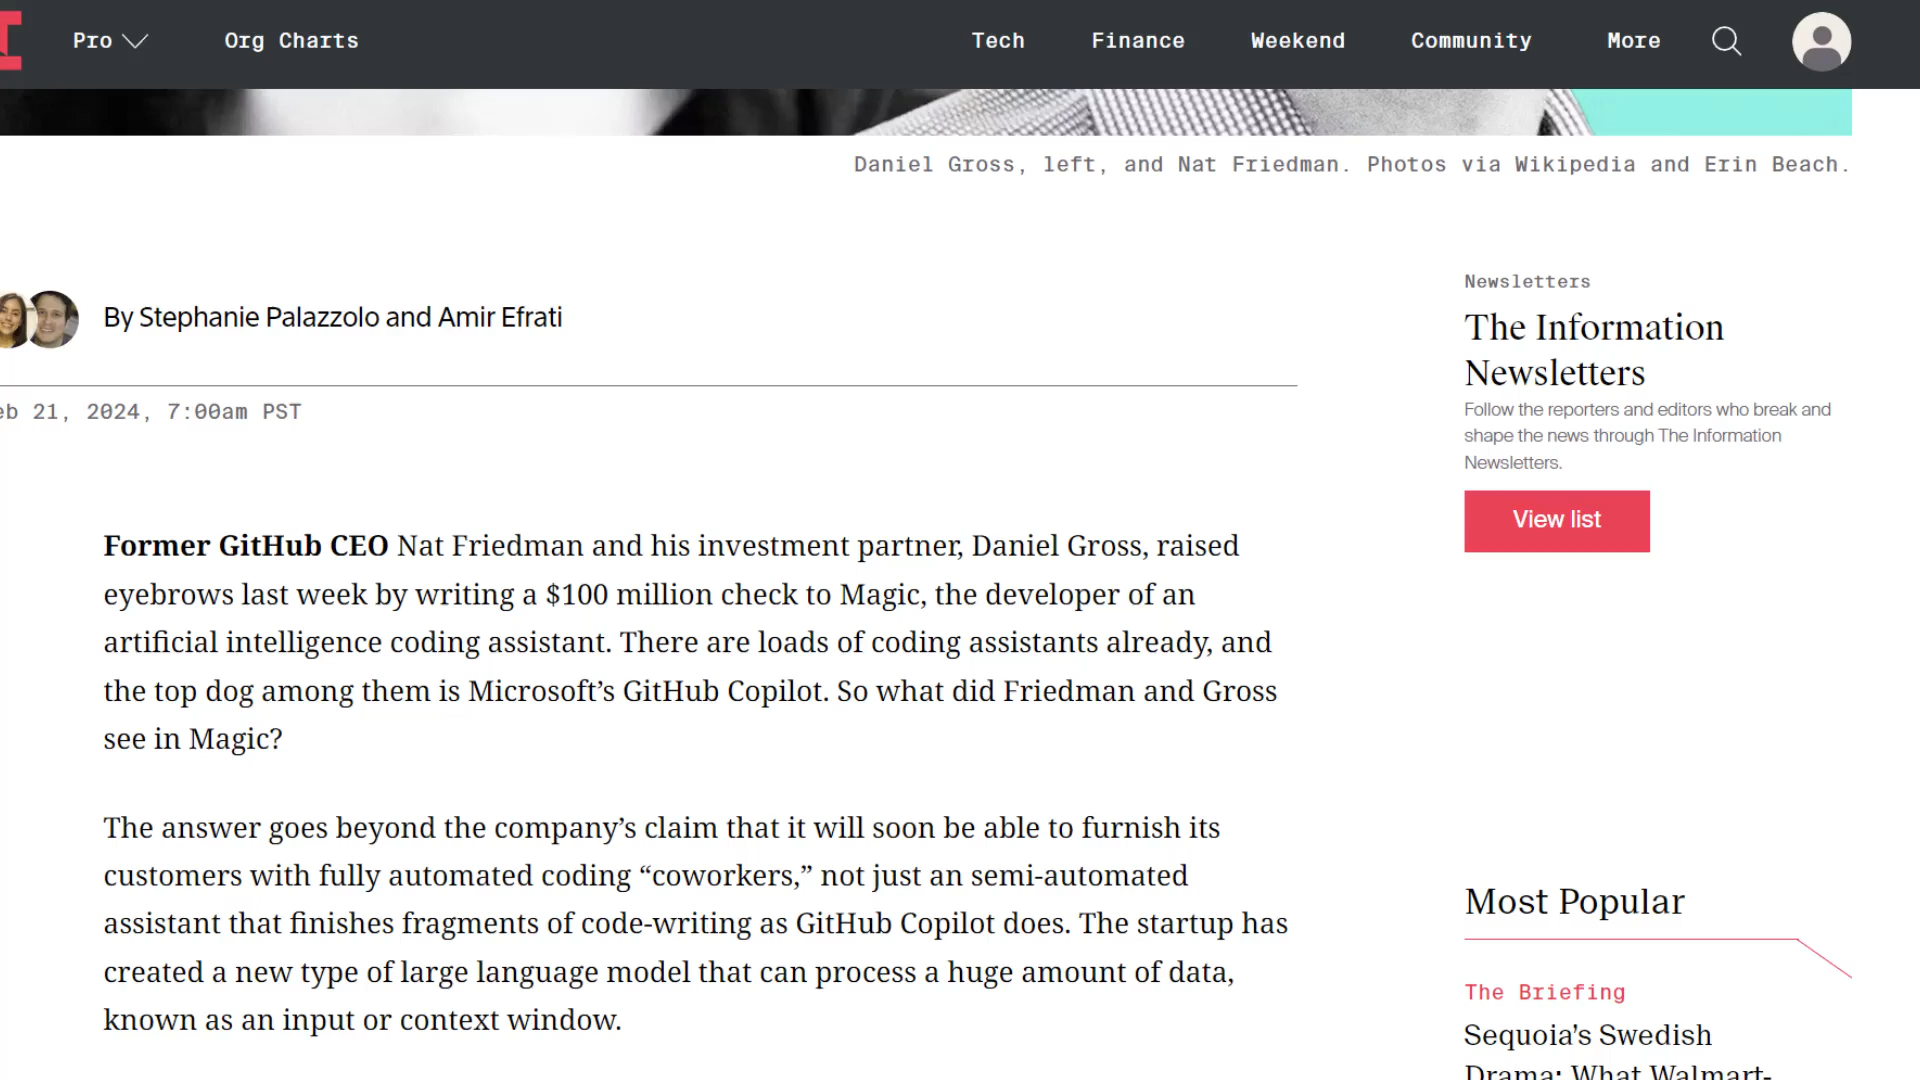 Pro
Org Charts
Tech
Finance
Weekend
Community
More
Daniel Gross, left, and Nat Friedman. Photos via Wikipedia and Erin Beach.
By Stephanie Palazzolo and Amir Efrati
eb 21, 2024, 7:00am PST
Former GitHub CEO Nat Friedman and his investment partner, Daniel Gross, raised
eyebrows last week by writing a $100 million check to Magic, the developer of an
artificial intelligence coding assistant. There are loads of coding assistants already, and
the top dog among them is Microsoft’s GitHub Copilot. So what did Friedman and Gross
see in Magic?
The answer goes beyond the company’s claim that it will soon be able to furnish its
customers with fully automated coding “coworkers,” not just an semi-automated
assistant that finishes fragments of code-writing as GitHub Copilot does. The startup has
created a new type of large language model that can process a huge amount of data,
known as an input or context window.
Newsletters
The Information
Newsletters
Follow the reporters and editors who break and
shape the news through The Information
Newsletters.
View list
Most Popular
The Briefing
Sequoia’s Swedish
Drama: What Walmart-